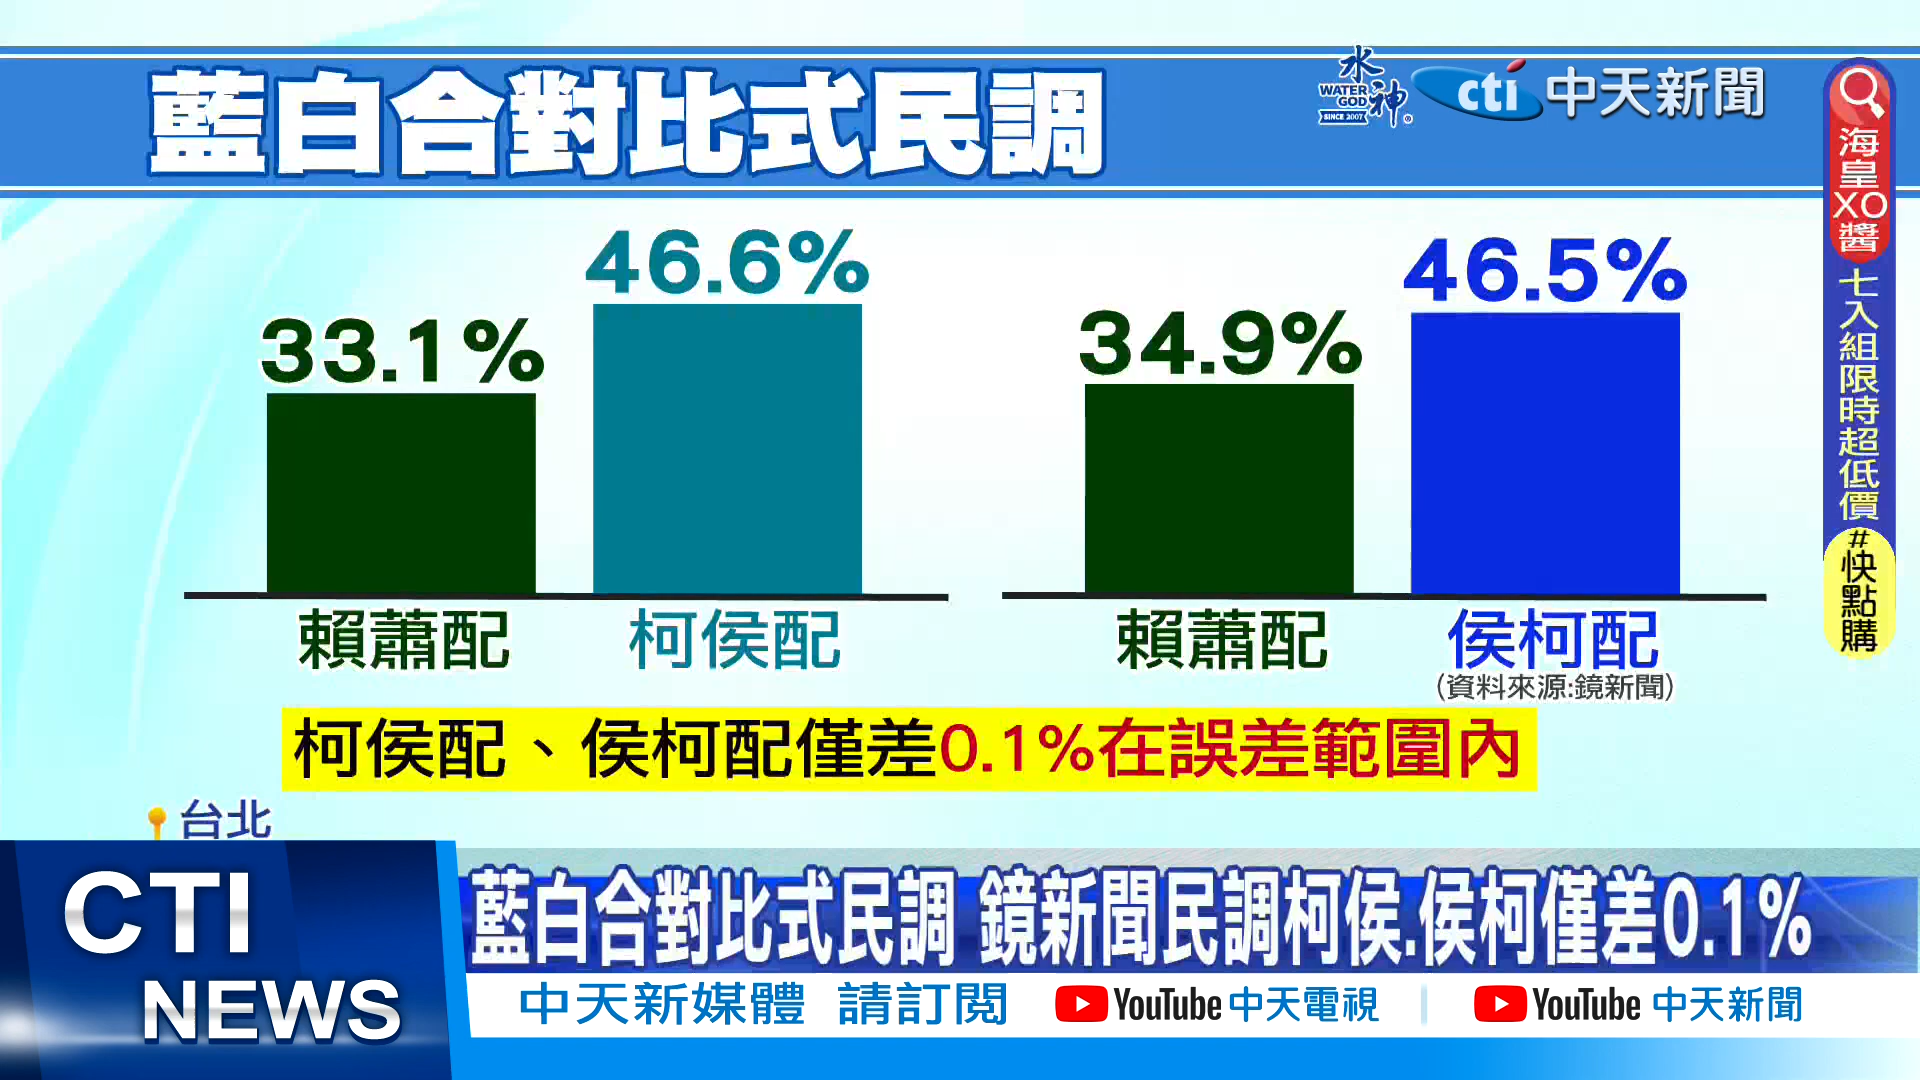 藍白合對比式民調
水神
WATER GOD
SINCE 2007
cti 中天新聞
海皇XO醬
七入組限時超低價
#快點購
33.1%
46.6%
34.9%
46.5%
賴蕭配
柯侯配
賴蕭配
侯柯配
(資料來源:鏡新聞)
柯侯配、侯柯配僅差0.1%在誤差範圍內
台北
CTI NEWS
藍白合對比式民調 鏡新聞民調柯侯.侯柯僅差0.1%
中天新媒體 請訂閱 YouTube 中天電視 | YouTube 中天新聞